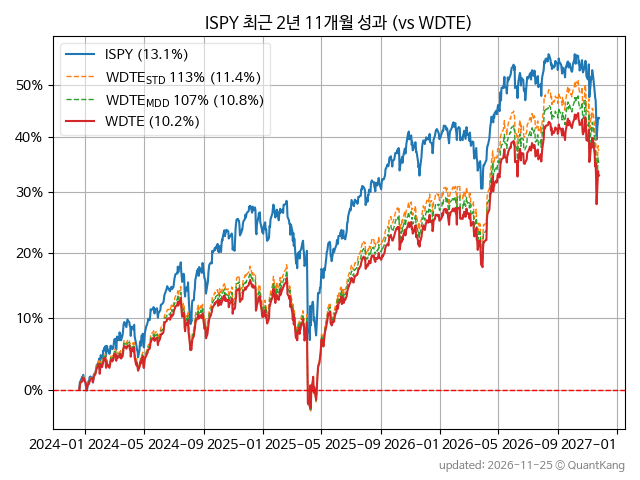 ISPY 최근 2년 11개월 성과 (vs WDTE)
ISPY (13.1%)
WDTE_STD 113% (11.4%)
WDTE_MDD 107% (10.8%)
WDTE (10.2%)
50%
40%
30%
20%
10%
0%
2024-01 2024-05 2024-09 2025-01 2025-05 2025-09 2026-01 2026-05 2026-09 2027-01
updated: 2026-11-25 © QuantKang